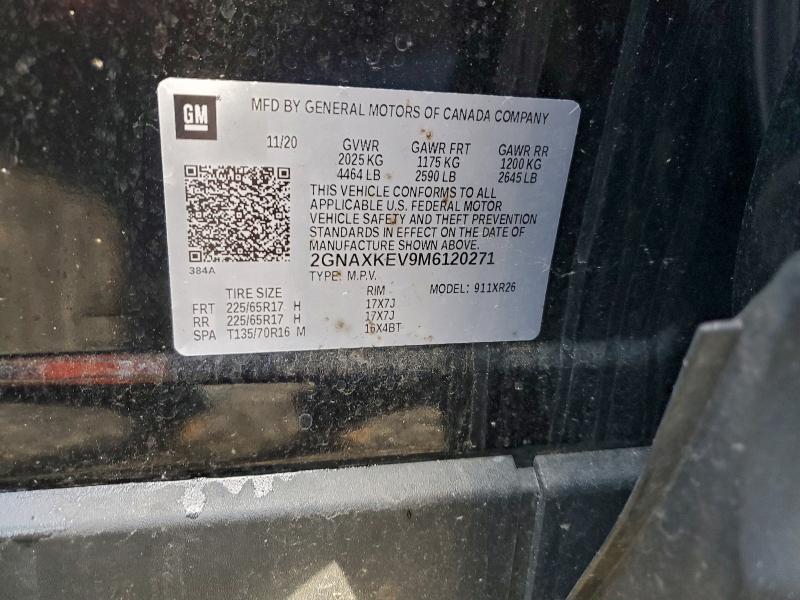 GM
MFD BY GENERAL MOTORS OF CANADA COMPANY
11/20 GVWR GAWR FRT GAWR RR
2025 KG 1175 KG 1200 KG
4464 LB 2590 LB 2645 LB
THIS VEHICLE CONFORMS TO ALL
APPLICABLE U.S. FEDERAL MOTOR
VEHICLE SAFETY AND THEFT PREVENTION
STANDARDS IN EFFECT ON THE DATE OF
MANUFACTURE SHOWN ABOVE.
384A
2GNAXKEV9M6120271
TYPE: M.P.V. MODEL: 911XR26
TIRE SIZE RIM
FRT 225/65R17 H 17X7J
RR 225/65R17 H 17X7J
SPA T135/70R16 M 16X4BT